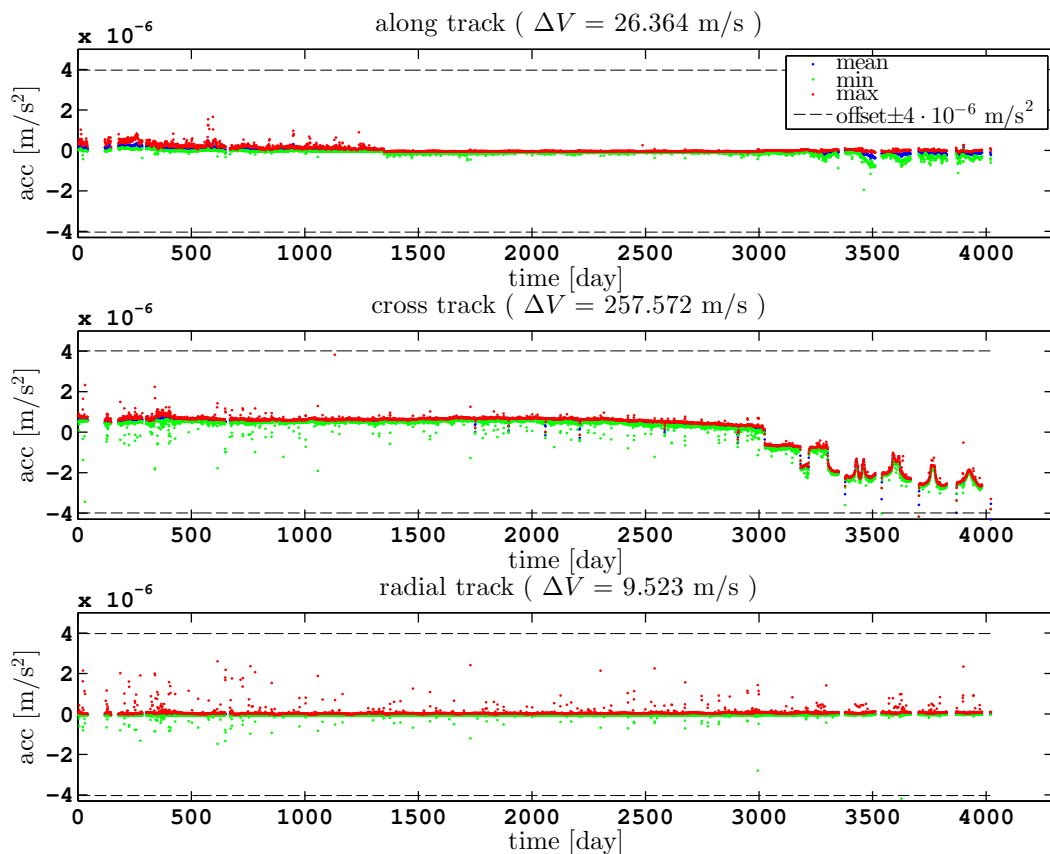 along track ( ΔV = 26.364 m/s )
x 10⁻⁶
acc [m/s²]
4
2
0
−2
−4
mean
min
max
offset±4 · 10⁻⁶ m/s²
0 500 1000 1500 2000 2500 3000 3500 4000
time [day]
cross track ( ΔV = 257.572 m/s )
x 10⁻⁶
acc [m/s²]
4
2
0
−2
−4
0 500 1000 1500 2000 2500 3000 3500 4000
time [day]
radial track ( ΔV = 9.523 m/s )
x 10⁻⁶
acc [m/s²]
4
2
0
−2
−4
0 500 1000 1500 2000 2500 3000 3500 4000
time [day]